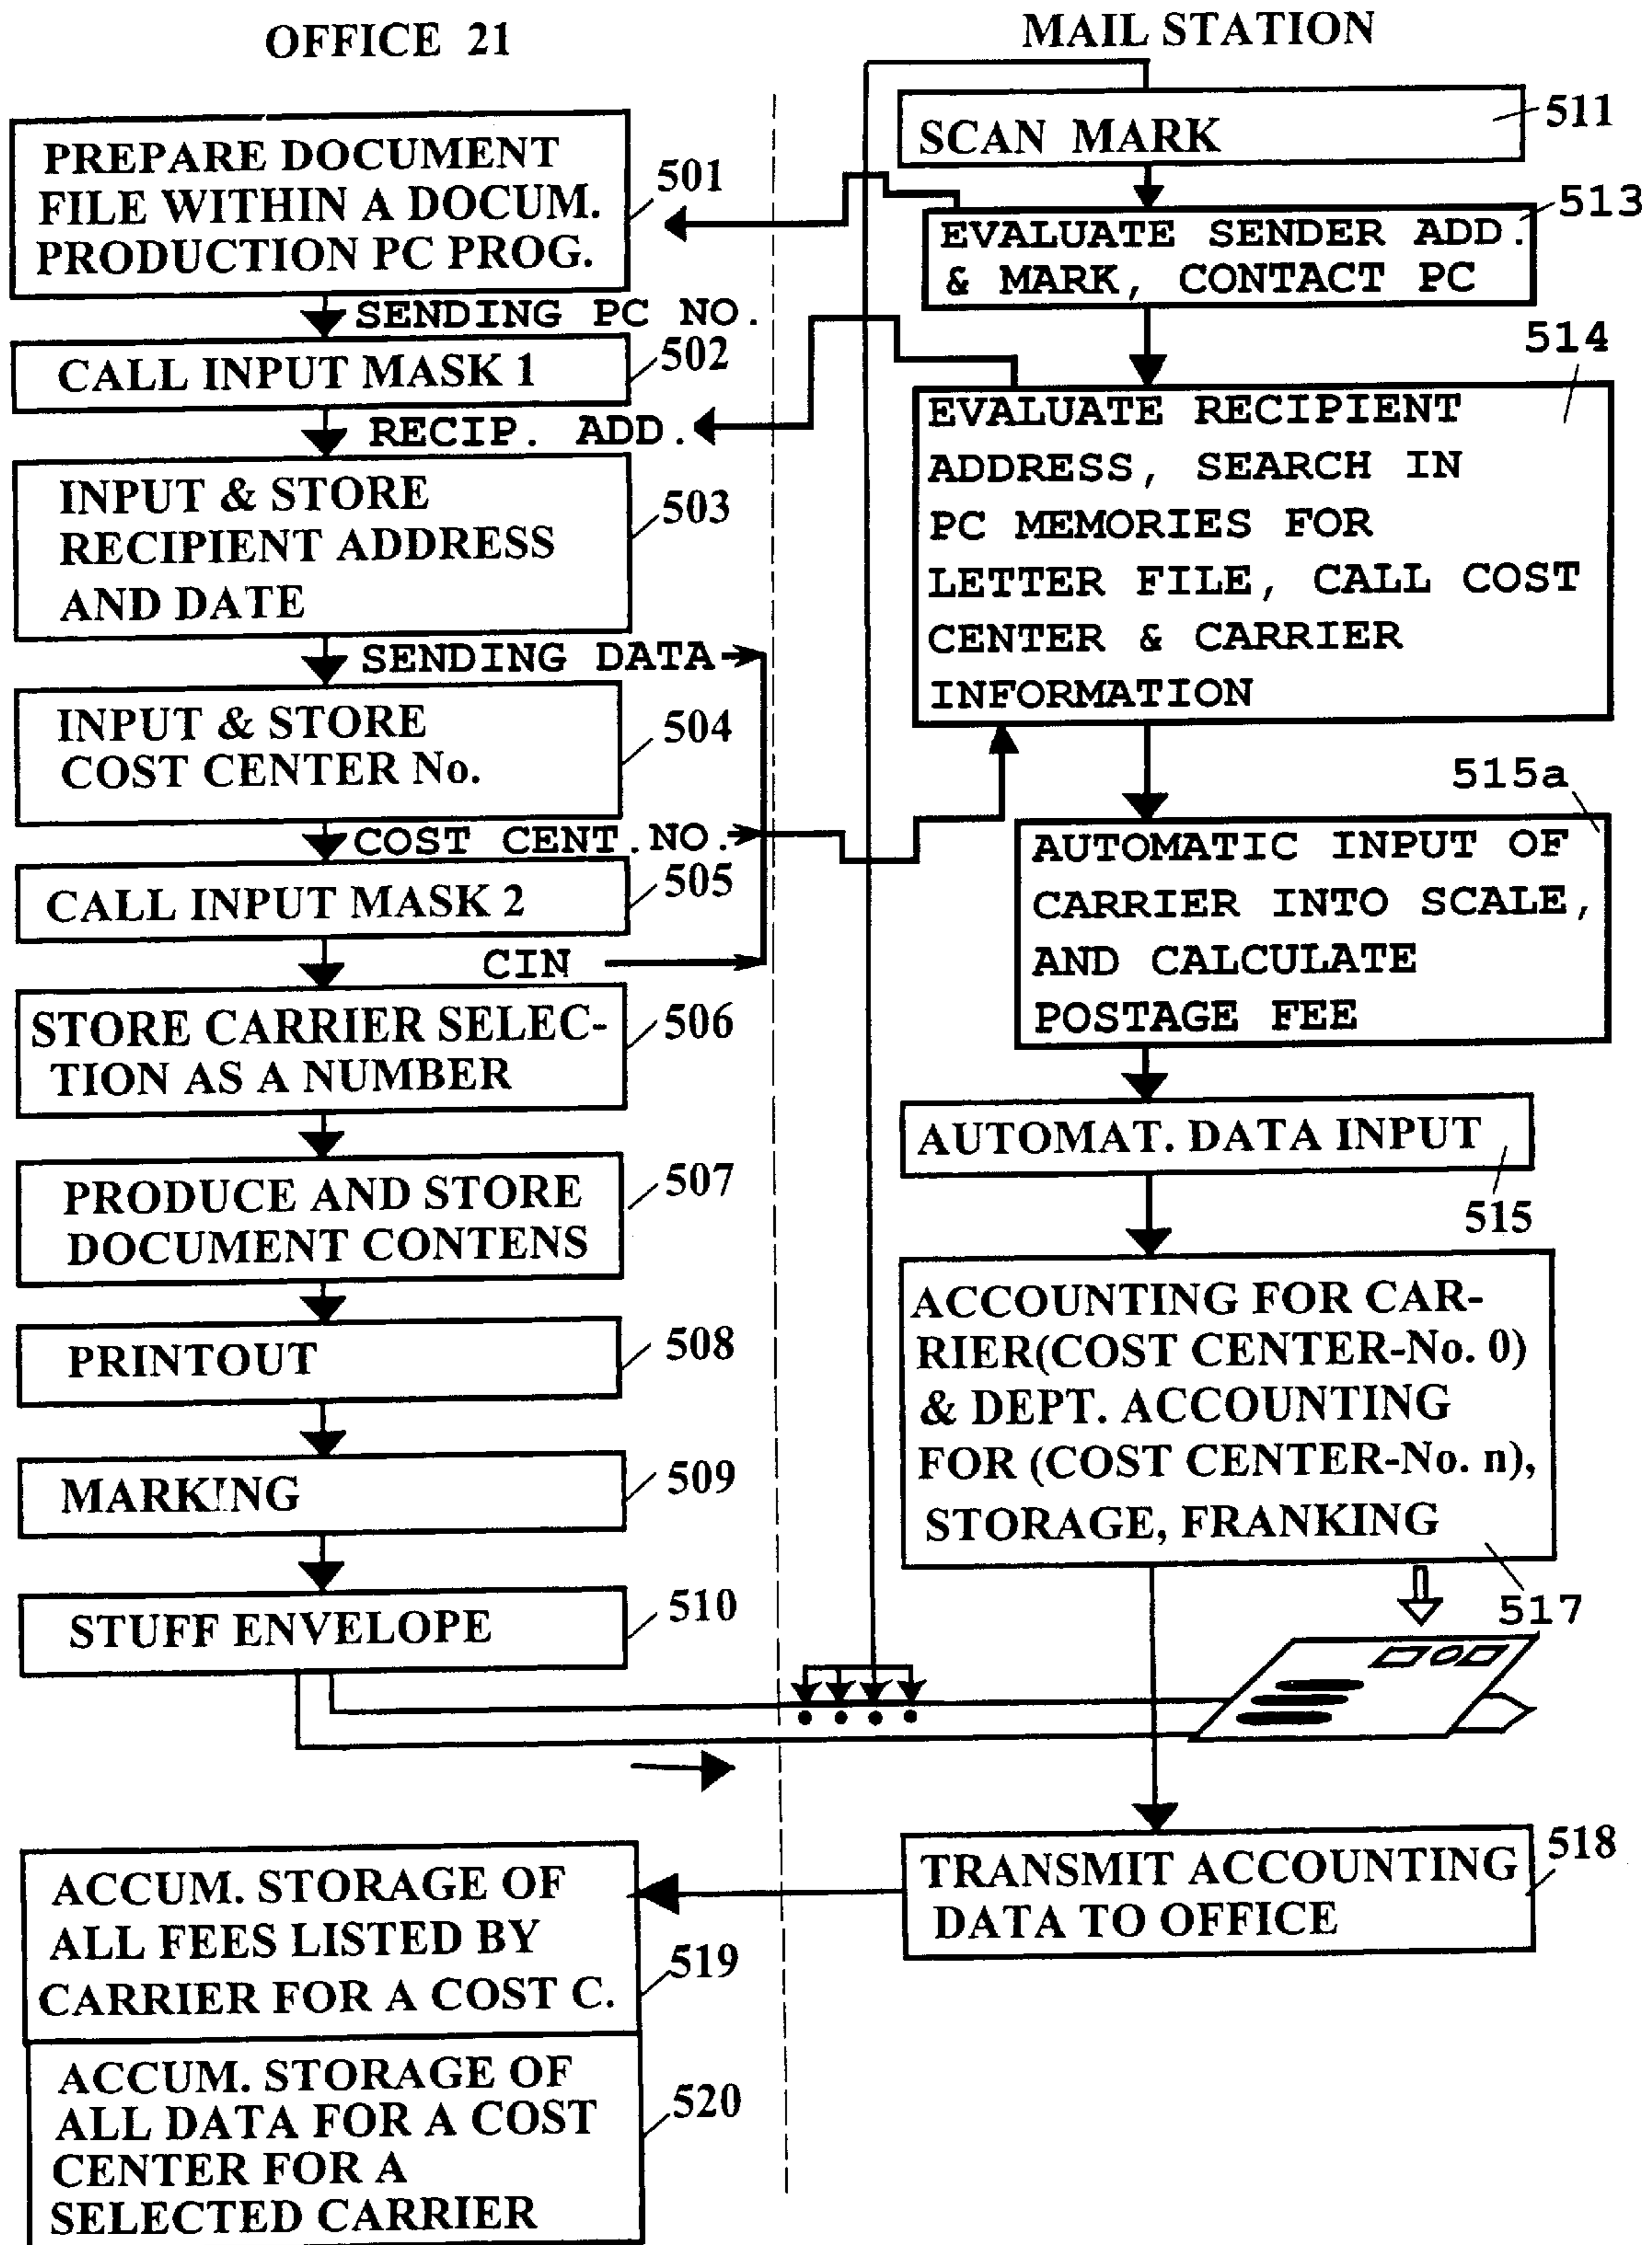 OFFICE 21
PREPARE DOCUMENT
FILE WITHIN A DOCUM.
PRODUCTION PC PROG.
501
SENDING PC NO.
CALL INPUT MASK 1
502
RECIP. ADD.
INPUT & STORE
RECIPIENT ADDRESS
AND DATE
503
SENDING DATA
INPUT & STORE
COST CENTER No.
504
COST CENT.NO.
CALL INPUT MASK 2
505
CIN
STORE CARRIER SELEC-
TION AS A NUMBER
506
PRODUCE AND STORE
DOCUMENT CONTENS
507
PRINTOUT
508
MARKING
509
STUFF ENVELOPE
510
MAIL STATION
SCAN MARK
511
EVALUATE SENDER ADD.
& MARK, CONTACT PC
513
EVALUATE RECIPIENT
ADDRESS, SEARCH IN
PC MEMORIES FOR
LETTER FILE, CALL COST
CENTER & CARRIER
INFORMATION
514
AUTOMATIC INPUT OF
CARRIER INTO SCALE,
AND CALCULATE
POSTAGE FEE
515a
AUTOMAT. DATA INPUT
515
ACCOUNTING FOR CAR-
RIER(COST CENTER-No. 0)
& DEPT. ACCOUNTING
FOR (COST CENTER-No. n),
STORAGE, FRANKING
517
TRANSMIT ACCOUNTING
DATA TO OFFICE
518
ACCUM. STORAGE OF
ALL FEES LISTED BY
CARRIER FOR A COST C.
519
ACCUM. STORAGE OF
ALL DATA FOR A COST
CENTER FOR A
SELECTED CARRIER
520